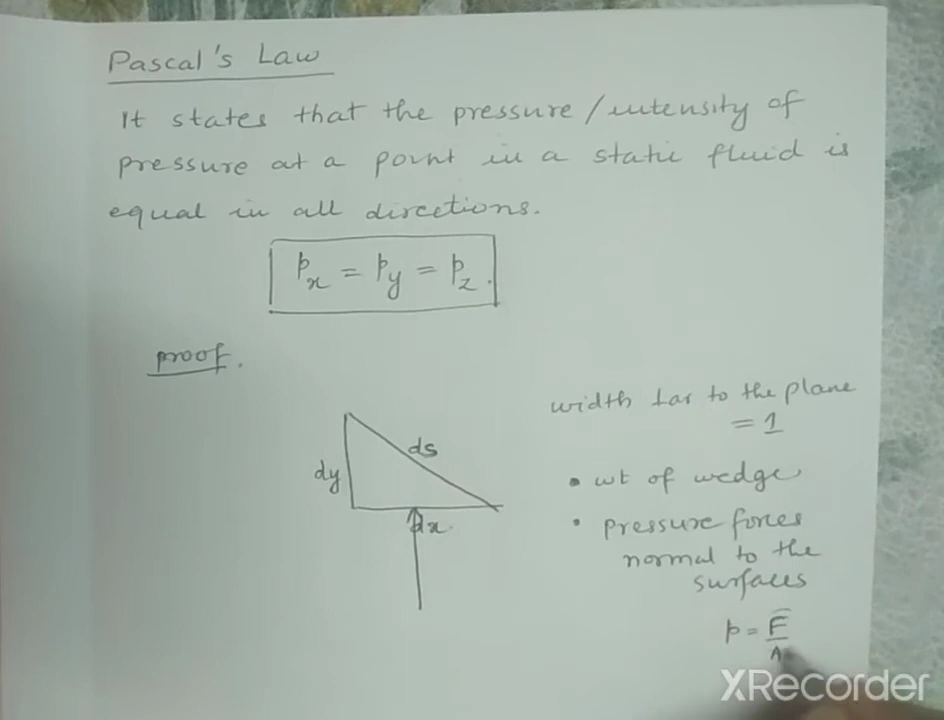 Pascal's Law
It states that the pressure/intensity of
pressure at a point in a static fluid is
equal in all directions.
px = py = pz.
proof.
width lar to the plane
= 1
dy
ds
dx
• wt of wedge
• pressure forces
normal to the
surfaces
p = F
A
XRecorder